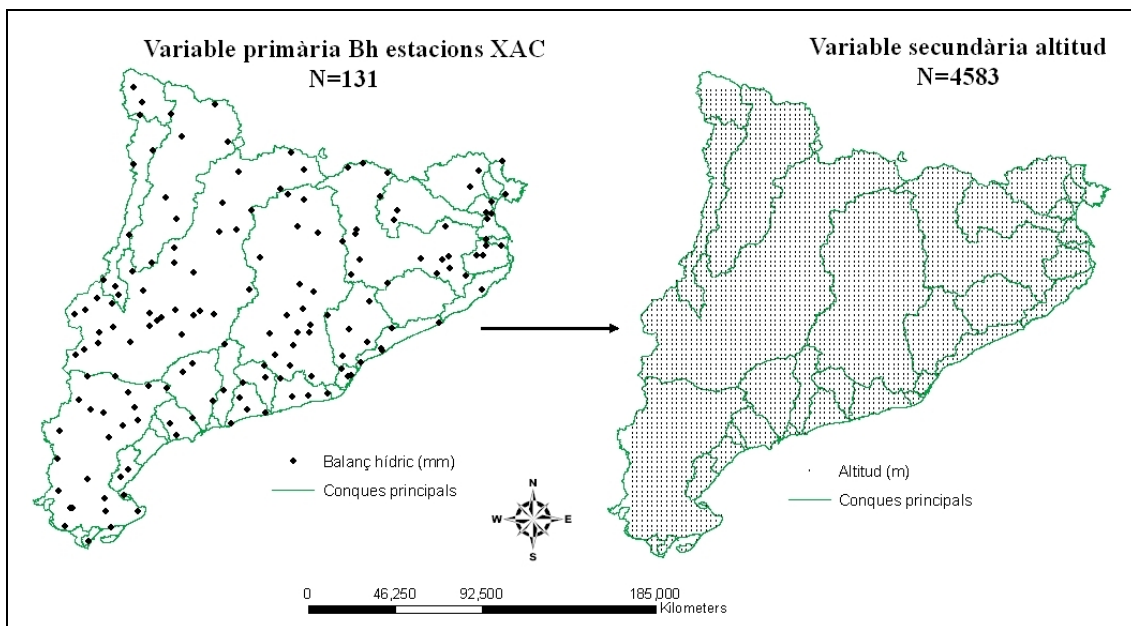 Variable primària Bh estacions XAC
N=131
Variable secundària altitud
N=4583
Balanç hídric (mm)
Conques principals
Altitud (m)
Conques principals
N
W E
S
0 46,250 92,500 185,000
Kilometers